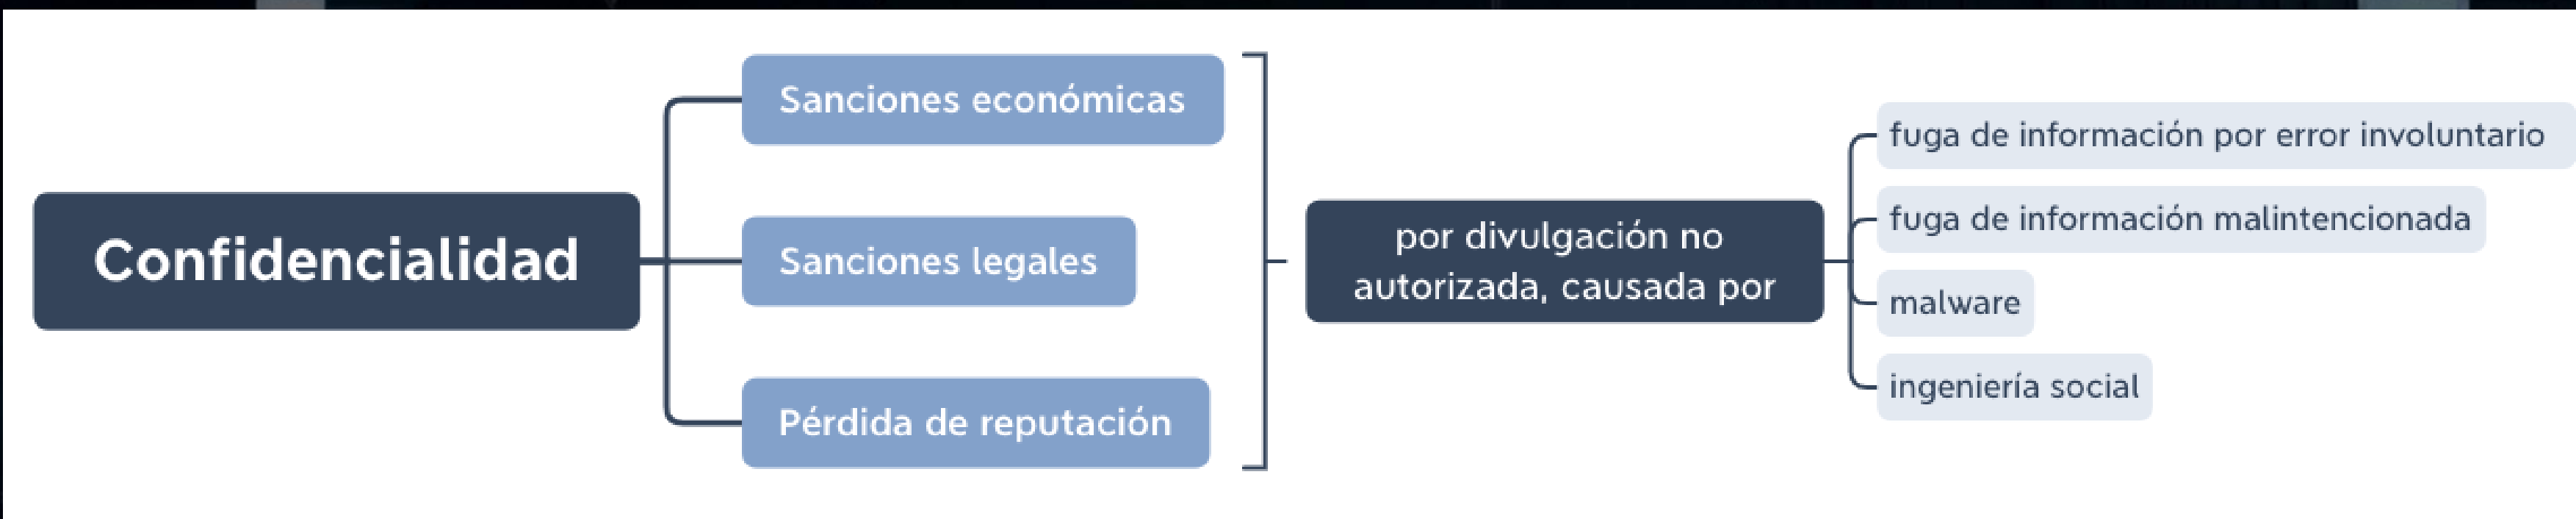 Confidencialidad
Sanciones económicas
Sanciones legales
Pérdida de reputación
por divulgación no
autorizada, causada por
fuga de información por error involuntario
fuga de información malintencionada
malware
ingeniería social